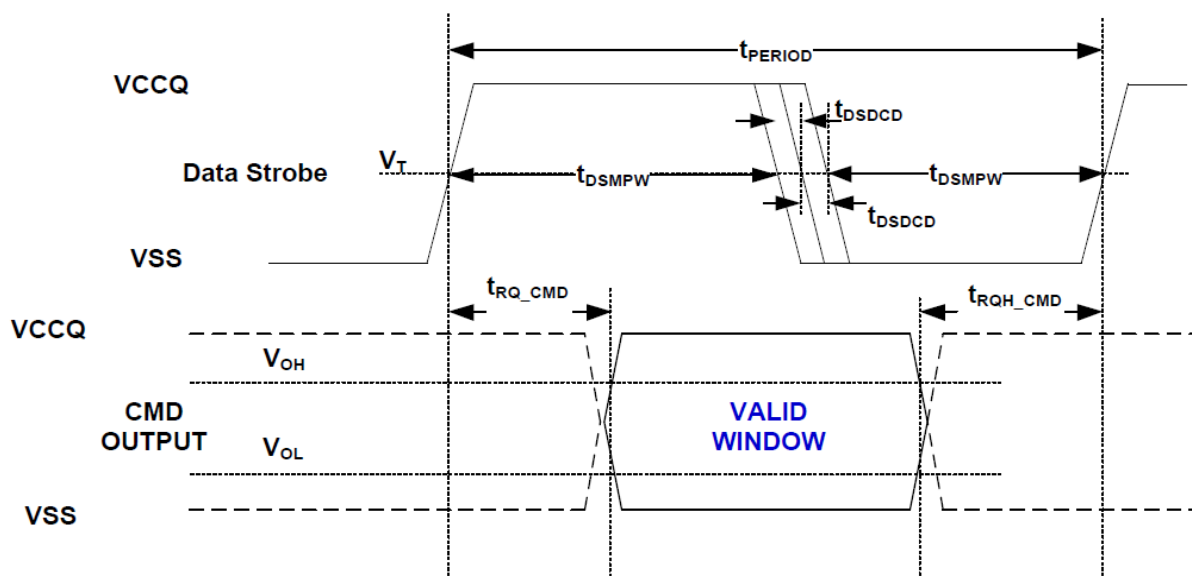 tPERIOD
VCCQ
tDSDCD
VT
Data Strobe
tDSMPW
tDSMPW
tDSDCD
VSS
tRQ_CMD
tRQH_CMD
VCCQ
VOH
CMD
OUTPUT
VALID
WINDOW
VOL
VSS